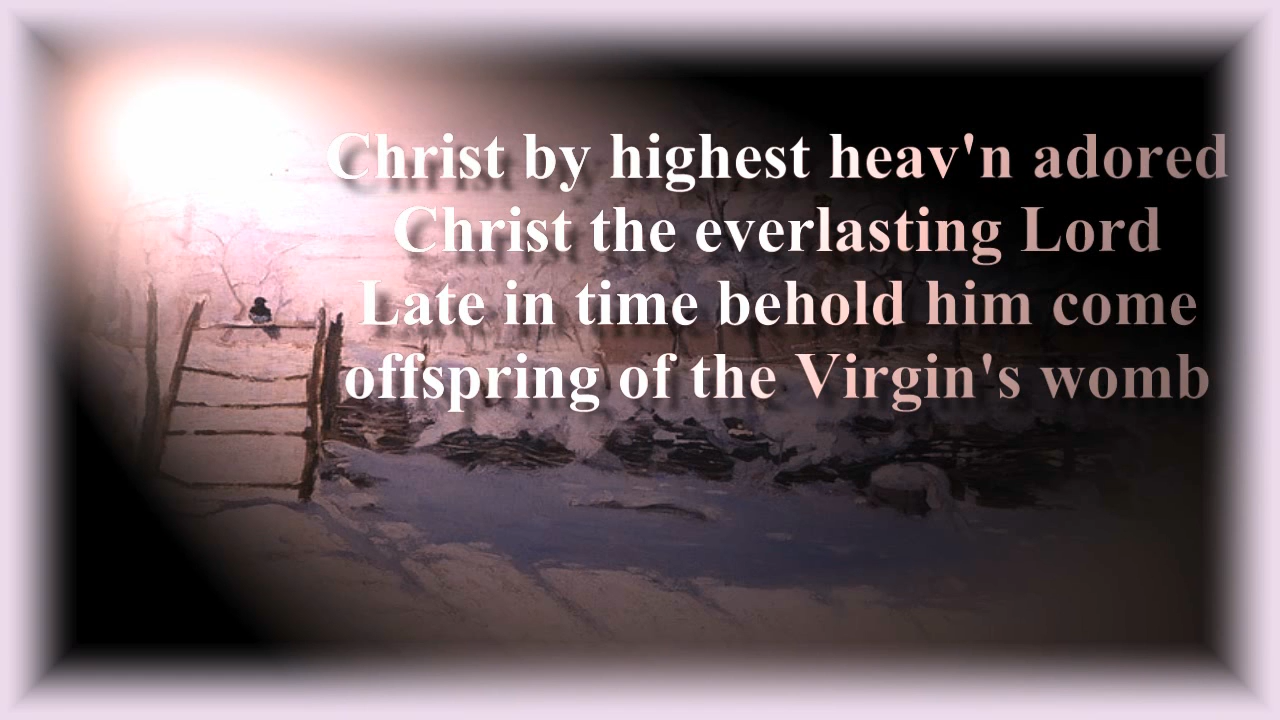 Christ by highest heav'n adored
Christ the everlasting Lord
Late in time behold him come
offspring of the Virgin's womb